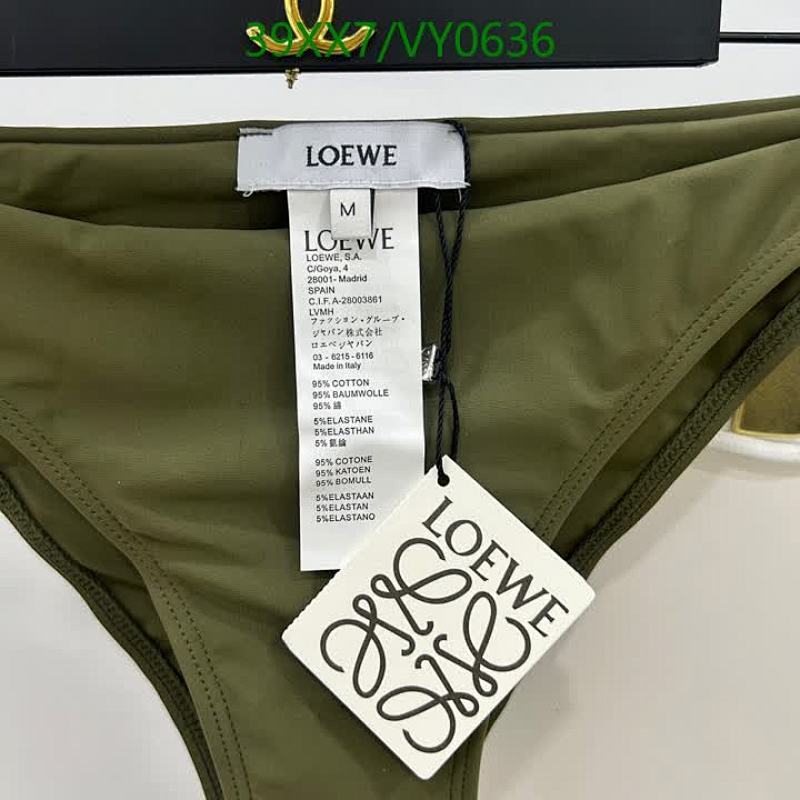 39XX7/VY0636
LOEWE
M
LOEWE
LOEWE, S.A.
C/Goya, 4
28001- Madrid
SPAIN
C.I.F. A-28003861
LVMH
ファッション・グループ・
ジャパン株式会社
ロエベジャパン
03 - 6215-6116
Made in Italy
95% COTTON
95% BAUMWOLLE
95% 綿
5%ELASTANE
5%ELASTHAN
5% 氨綸
95% COTONE
95% KATOEN
95% BOMULL
5%ELASTAAN
5%ELASTAN
5%ELASTANO
LOEWE